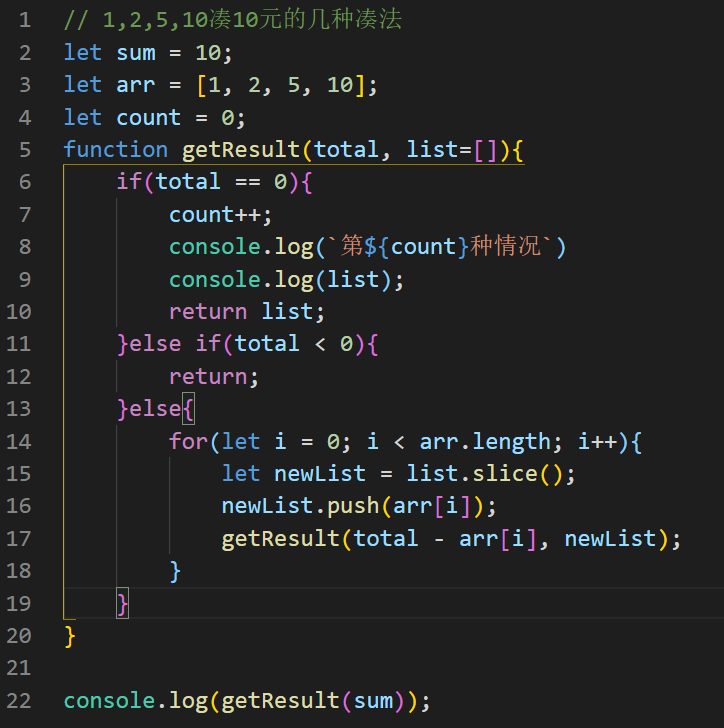 1 // 1,2,5,10凑10元的几种凑法
2 let sum = 10;
3 let arr = [1, 2, 5, 10];
4 let count = 0;
5 function getResult(total, list=[]){
6     if(total == 0){
7         count++;
8         console.log(`第${count}种情况`)
9         console.log(list);
10         return list;
11     }else if(total < 0){
12         return;
13     }else{
14         for(let i = 0; i < arr.length; i++){
15             let newList = list.slice();
16             newList.push(arr[i]);
17             getResult(total - arr[i], newList);
18         }
19     }
20 }
21
22 console.log(getResult(sum));